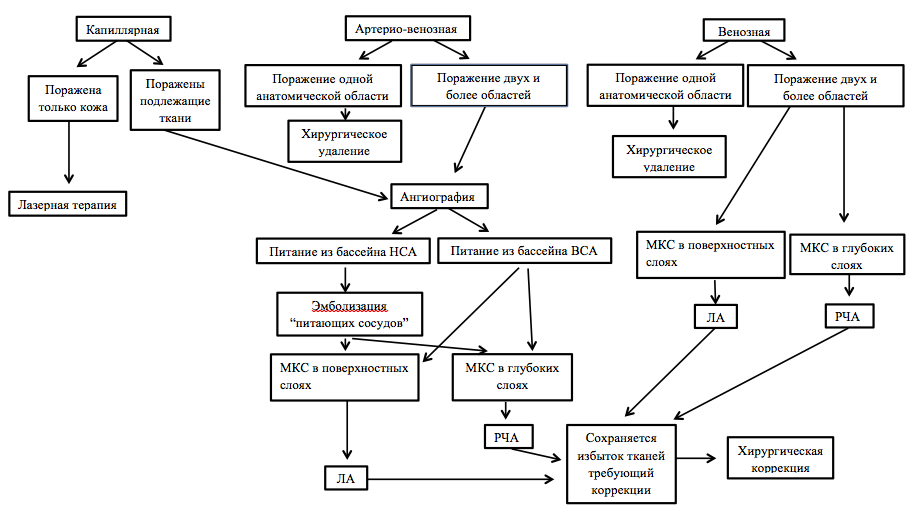 Капиллярная
Артерио-венозная
Венозная
Поражена
только кожа
Поражены
подлежащие
ткани
Поражение одной
анатомической области
Поражение двух и
более областей
Поражение одной
анатомической области
Поражение двух и
более областей
Хирургическое
удаление
Хирургическое
удаление
Лазерная терапия
Ангиография
Питание из бассейна НСА
Питание из бассейна ВСА
МКС в поверхностных
слоях
МКС в глубоких
слоях
Эмболизация
“питающих сосудов”
ЛА
РЧА
МКС в поверхностных
слоях
МКС в глубоких
слоях
РЧА
ЛА
Сохраняется
избыток тканей
требующий
коррекции
Хирургическая
коррекция